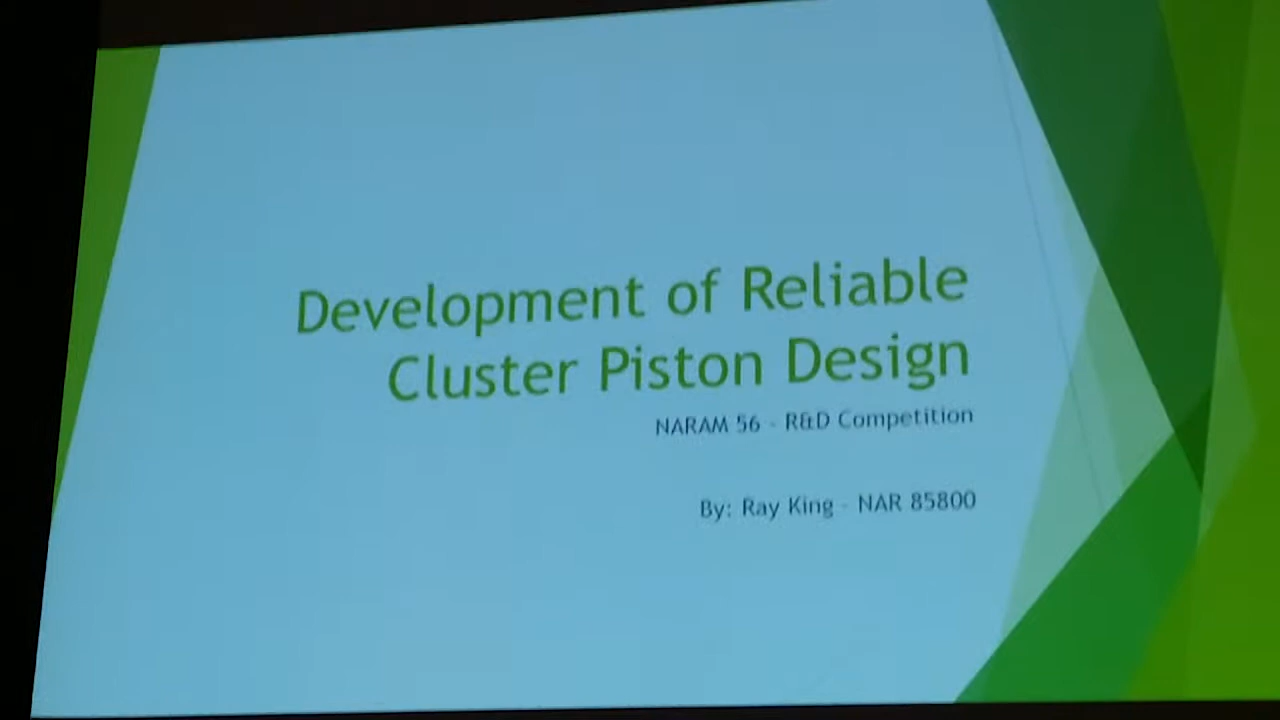 Development of Reliable
Cluster Piston Design
NARAM 56 - R&D Competition
By: Ray King - NAR 85800